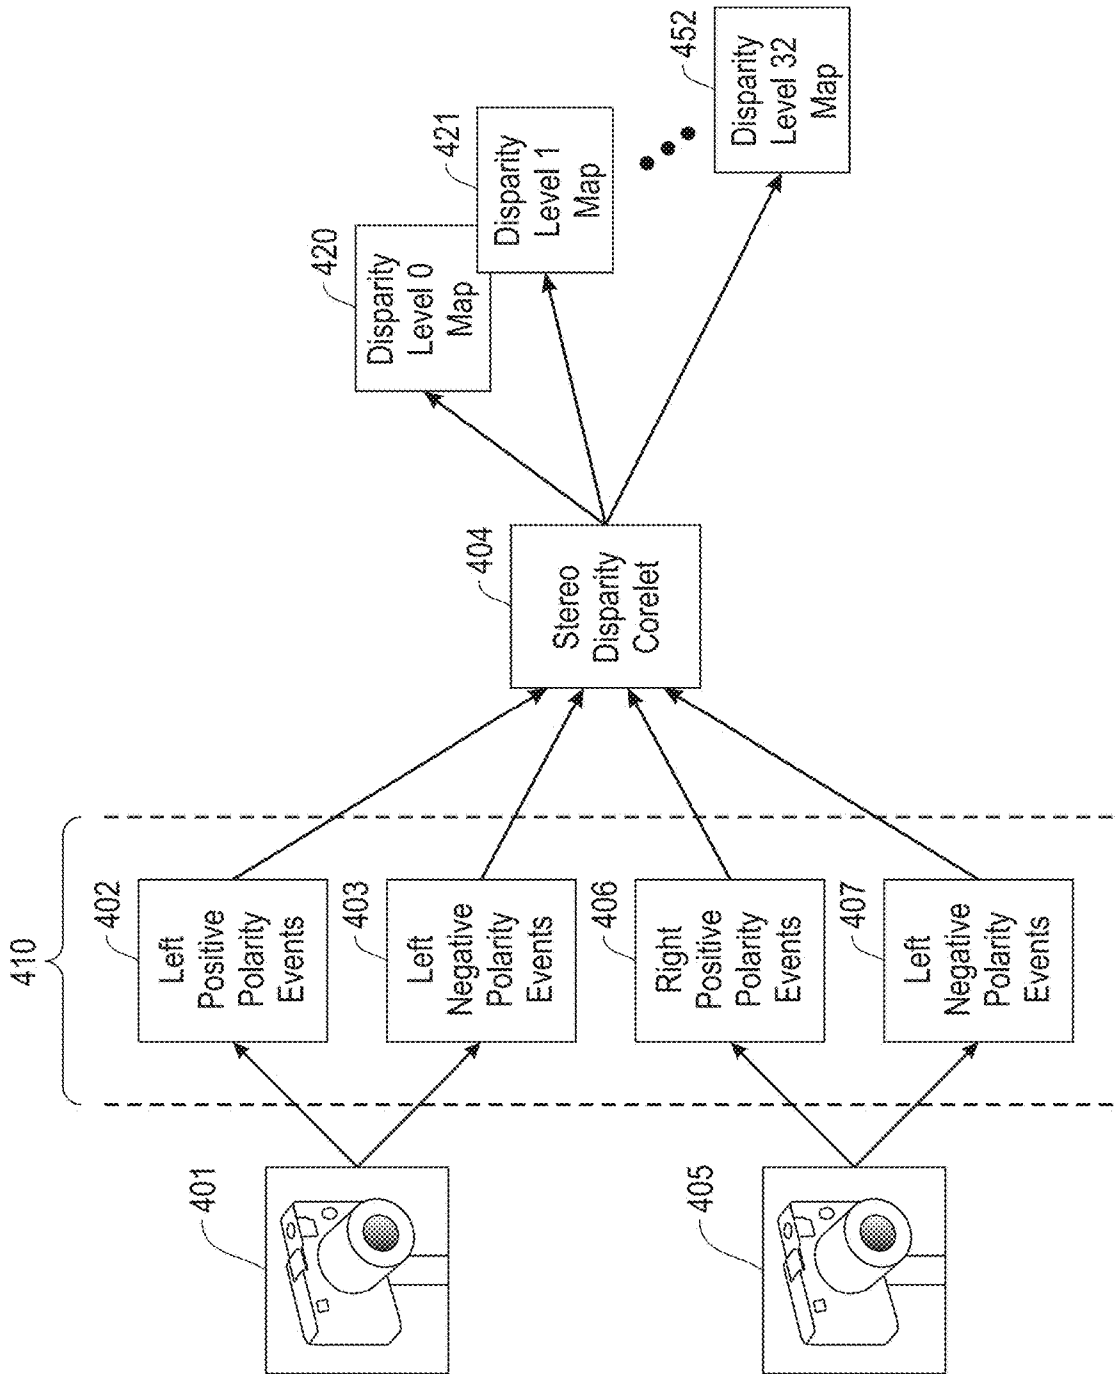 410
401
405
402
Left
Positive
Polarity
Events
403
Left
Negative
Polarity
Events
406
Right
Positive
Polarity
Events
407
Left
Negative
Polarity
Events
404
Stereo
Disparity
Corelet
420
Disparity
Level 0
Map
421
Disparity
Level 1
Map
452
Disparity
Level 32
Map